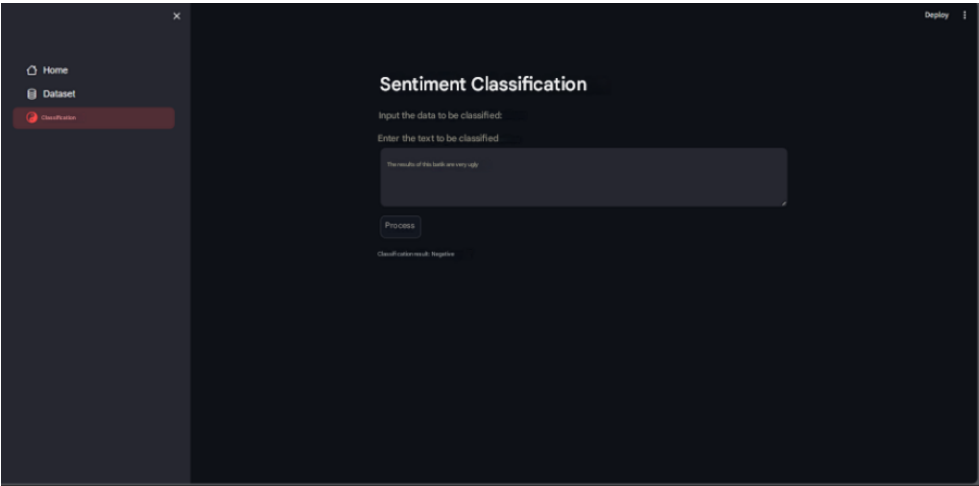 Deploy
Home
Dataset
Classification
Sentiment Classification
Input the data to be classified:
Enter the text to be classified
The results of this batik are very ugly
Process
Classification result: Negative